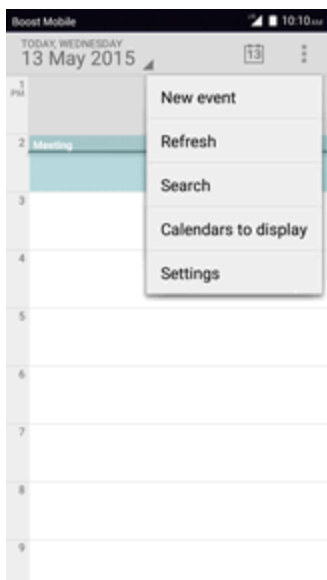 Boost Mobile 10:10 AM
TODAY, WEDNESDAY
13 May 2015
13
1
PM
New event
2 Meeting
Refresh
Search
3
Calendars to display
4
Settings
5
6
7
8
9